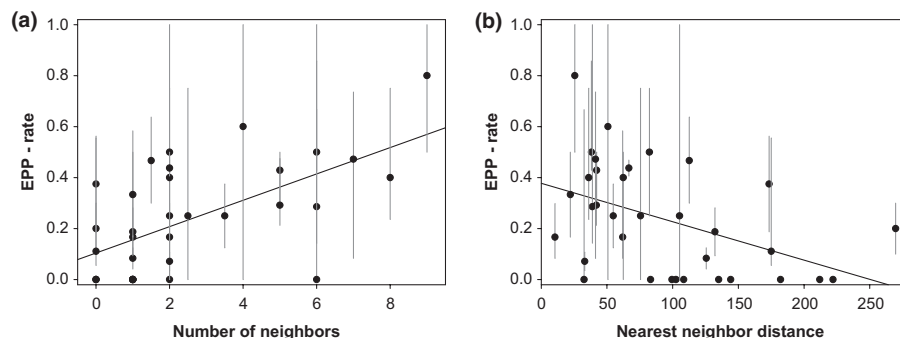 (a)
EPP - rate
1.0
0.8
0.6
0.4
0.2
0.0
0 2 4 6 8
Number of neighbors
(b)
EPP - rate
1.0
0.8
0.6
0.4
0.2
0.0
0 50 100 150 200 250
Nearest neighbor distance